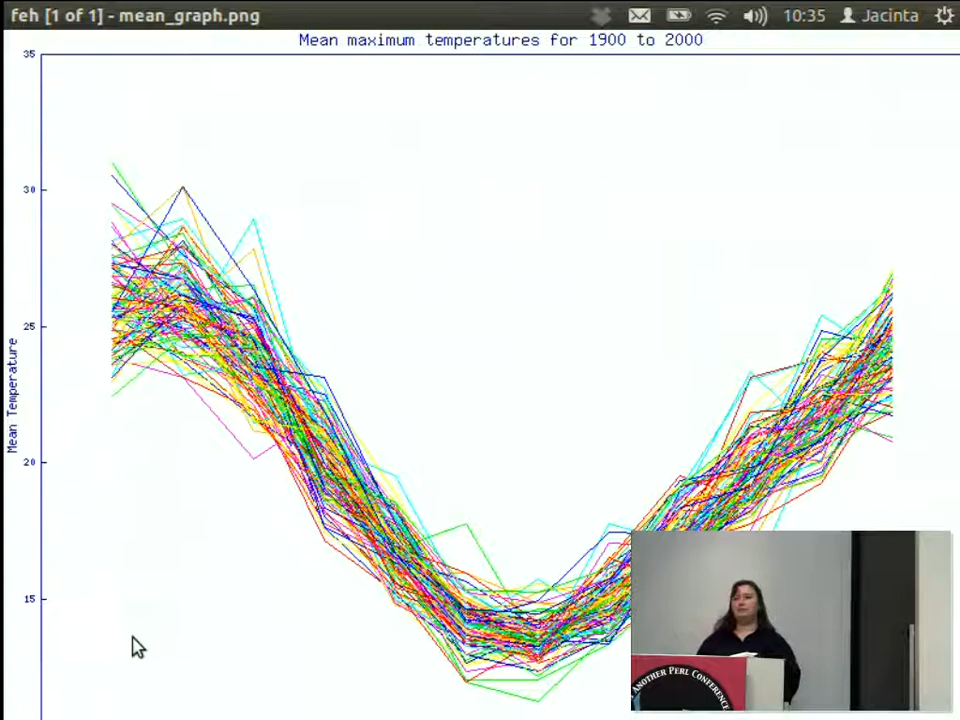 feh [1 of 1] - mean_graph.png
10:35
Jacinta
Mean maximum temperatures for 1900 to 2000
35
30
25
20
15
Mean Temperature
ANOTHER PERL CONFERENCE